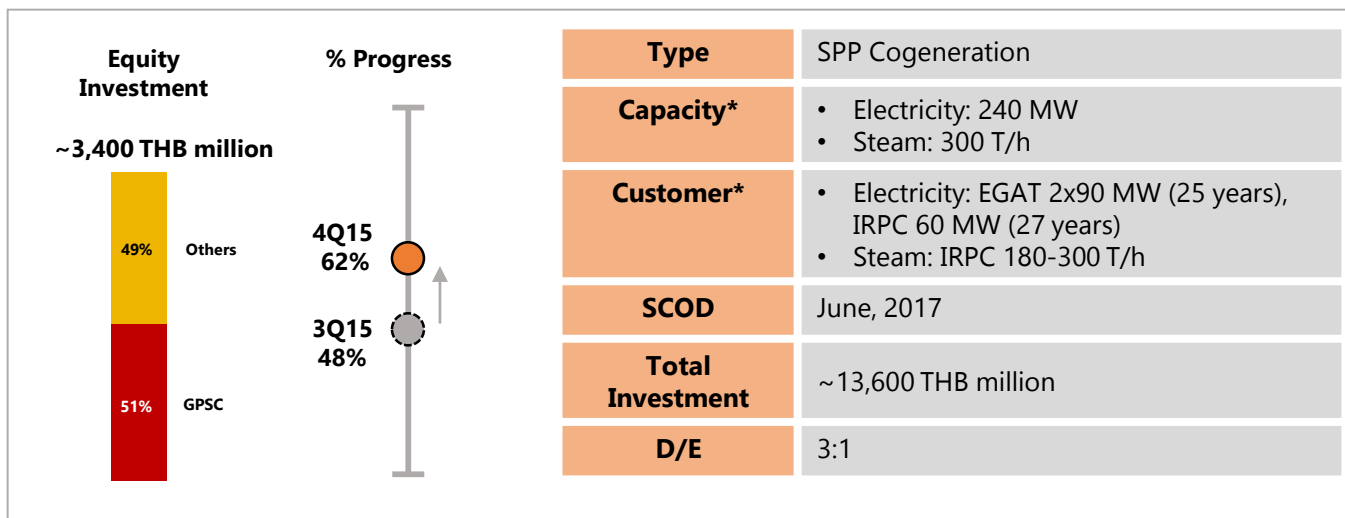 Equity
Investment
~3,400 THB million
49%
Others
51%
GPSC
% Progress
4Q15
62%
3Q15
48%
Type
SPP Cogeneration
Capacity*
• Electricity: 240 MW
• Steam: 300 T/h
Customer*
• Electricity: EGAT 2x90 MW (25 years),
IRPC 60 MW (27 years)
• Steam: IRPC 180-300 T/h
SCOD
June, 2017
Total
Investment
~13,600 THB million
D/E
3:1